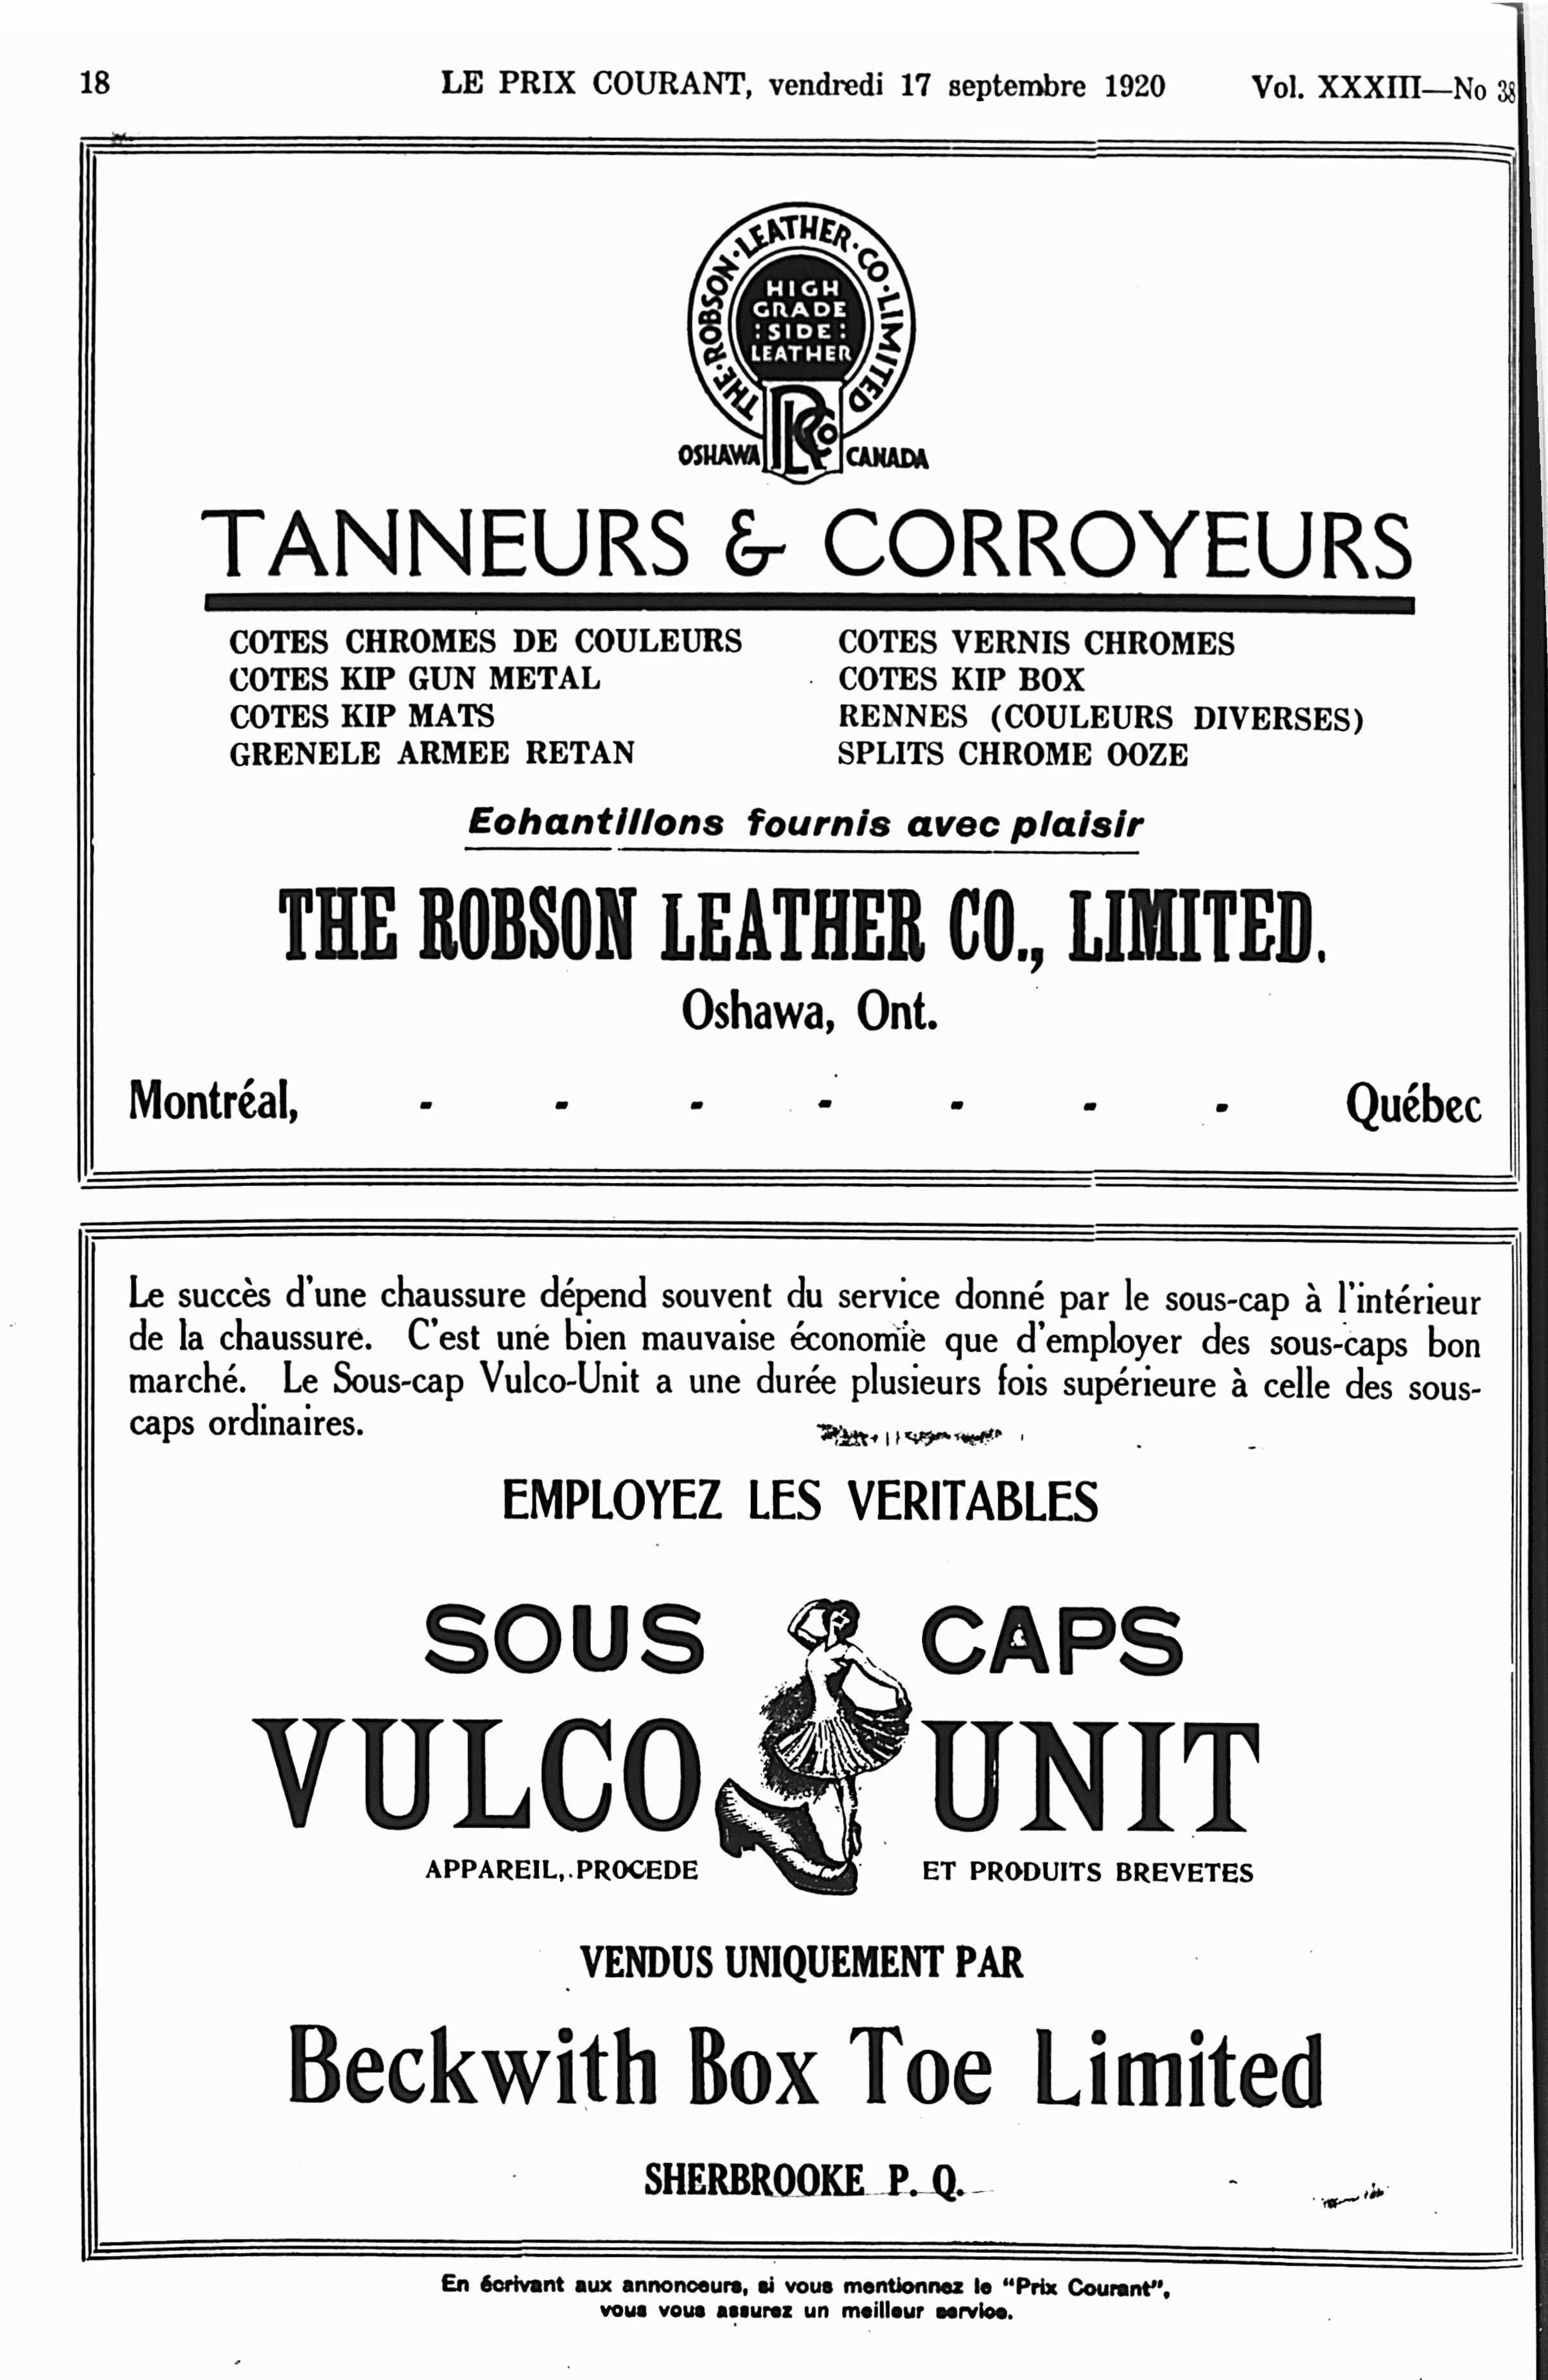 18 LE PRIX COURANT, vendredi 17 septembre 1920 Vol. XXXIII—No 38
THE·ROBSON·LEATHER·CO·LIMITED
HIGH
GRADE
:SIDE:
LEATHER
RLCo
OSHAWA CANADA
TANNEURS & CORROYEURS
COTES CHROMES DE COULEURS COTES VERNIS CHROMES
COTES KIP GUN METAL COTES KIP BOX
COTES KIP MATS RENNES (COULEURS DIVERSES)
GRENELE ARMEE RETAN SPLITS CHROME OOZE
Echantillons fournis avec plaisir
THE ROBSON LEATHER CO., LIMITED.
Oshawa, Ont.
Montréal, - - - - - - - Québec
Le succès d'une chaussure dépend souvent du service donné par le sous-cap à l'intérieur
de la chaussure. C'est une bien mauvaise économie que d'employer des sous-caps bon
marché. Le Sous-cap Vulco-Unit a une durée plusieurs fois supérieure à celle des sous-
caps ordinaires.
EMPLOYEZ LES VERITABLES
SOUS CAPS
VULCO UNIT
APPAREIL, PROCEDE ET PRODUITS BREVETES
VENDUS UNIQUEMENT PAR
Beckwith Box Toe Limited
SHERBROOKE P. Q.
En écrivant aux annonceurs, si vous mentionnez le "Prix Courant",
vous vous assurez un meilleur service.